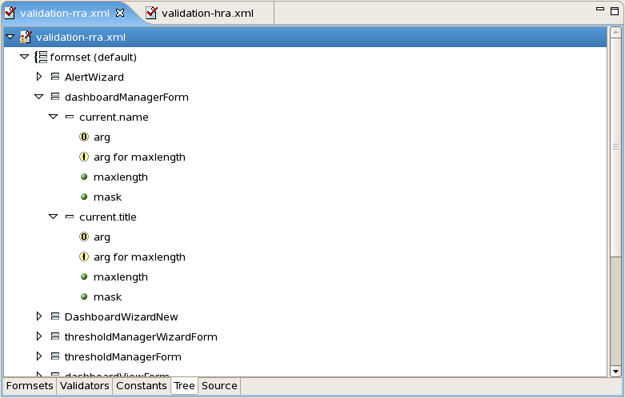 validation-rra.xml validation-hra.xml
validation-rra.xml
formset (default)
AlertWizard
dashboardManagerForm
current.name
0 arg
1 arg for maxlength
maxlength
mask
current.title
0 arg
1 arg for maxlength
maxlength
mask
DashboardWizardNew
thresholdManagerWizardForm
thresholdManagerForm
dashboardViewForm
Formsets Validators Constants Tree Source